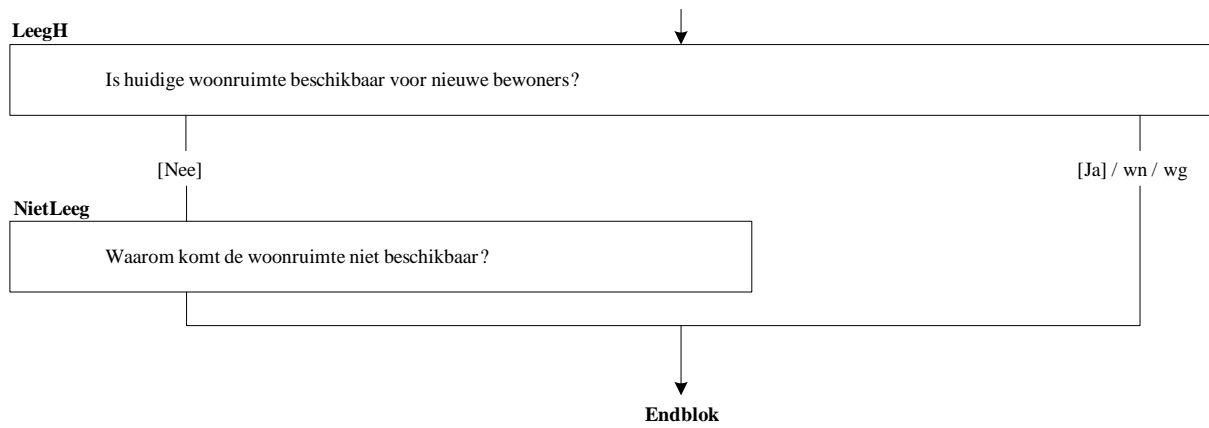 LeegH
Is huidige woonruimte beschikbaar voor nieuwe bewoners?
[Nee]
[Ja] / wn / wg
NietLeeg
Waarom komt de woonruimte niet beschikbaar?
Endblok